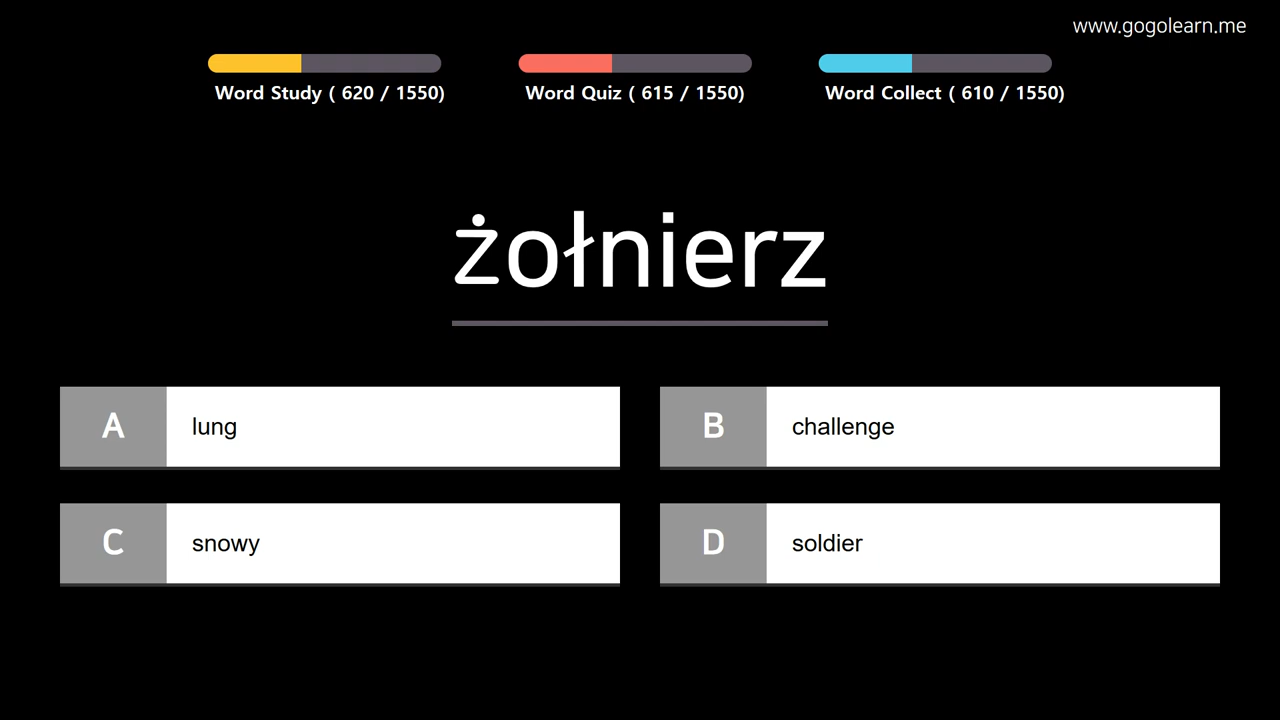 www.gogolearn.me
Word Study ( 620 / 1550)
Word Quiz ( 615 / 1550)
Word Collect ( 610 / 1550)
żołnierz
A lung
B challenge
C snowy
D soldier